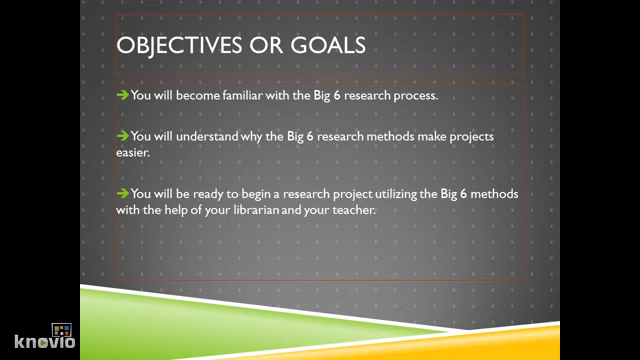 OBJECTIVES OR GOALS
➔You will become familiar with the Big 6 research process.
➔You will understand why the Big 6 research methods make projects
easier.
➔You will be ready to begin a research project utilizing the Big 6 methods
with the help of your librarian and your teacher.
knovio